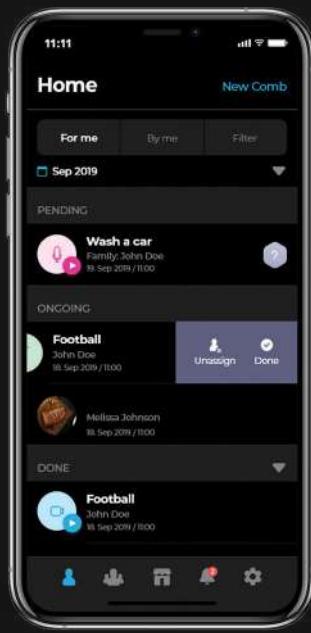 11:11
Home
New Comb
For me
By me
Filter
Sep 2019
PENDING
Wash a car
Family: John Doe
19. Sep 2019 / 11:00
?
ONGOING
Football
John Doe
18. Sep 2019 / 11:00
Unassign
Done
Melissa Johnson
18. Sep 2019 / 11:00
DONE
Football
John Doe
18. Sep 2019 / 11:00
2